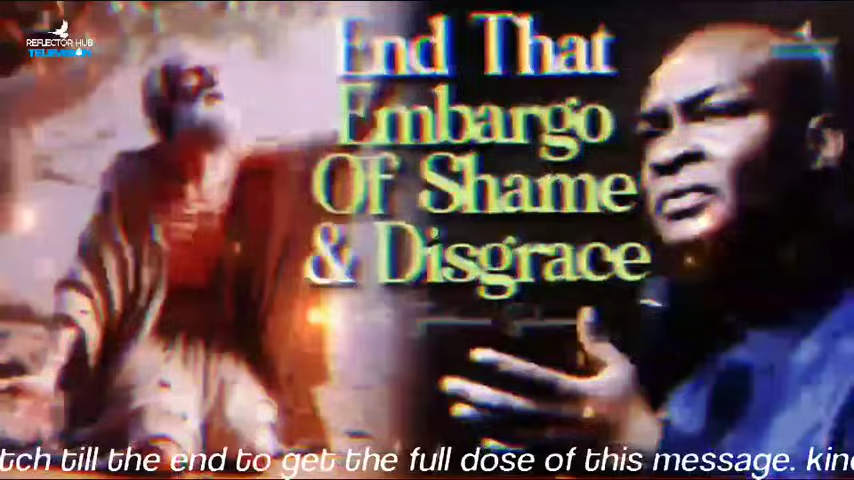 REFLECTOR HUB
TELEVISION
End That
Embargo
Of Shame
& Disgrace
tch till the end to get the full dose of this message. kin